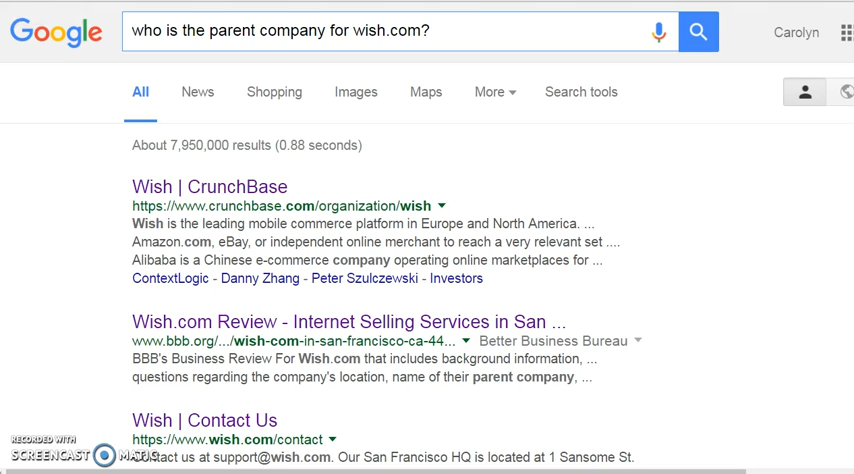 Google who is the parent company for wish.com? Carolyn
All News Shopping Images Maps More Search tools
About 7,950,000 results (0.88 seconds)
Wish | CrunchBase
https://www.crunchbase.com/organization/wish
Wish is the leading mobile commerce platform in Europe and North America. ...
Amazon.com, eBay, or independent online merchant to reach a very relevant set ....
Alibaba is a Chinese e-commerce company operating online marketplaces for ...
ContextLogic - Danny Zhang - Peter Szulczewski - Investors
Wish.com Review - Internet Selling Services in San ...
www.bbb.org/.../wish-com-in-san-francisco-ca-44... Better Business Bureau
BBB's Business Review For Wish.com that includes background information, ...
questions regarding the company's location, name of their parent company, ...
Wish | Contact Us
https://www.wish.com/contact
Contact us at support@wish.com. Our San Francisco HQ is located at 1 Sansome St.
RECORDED WITH
SCREENCAST MATIC